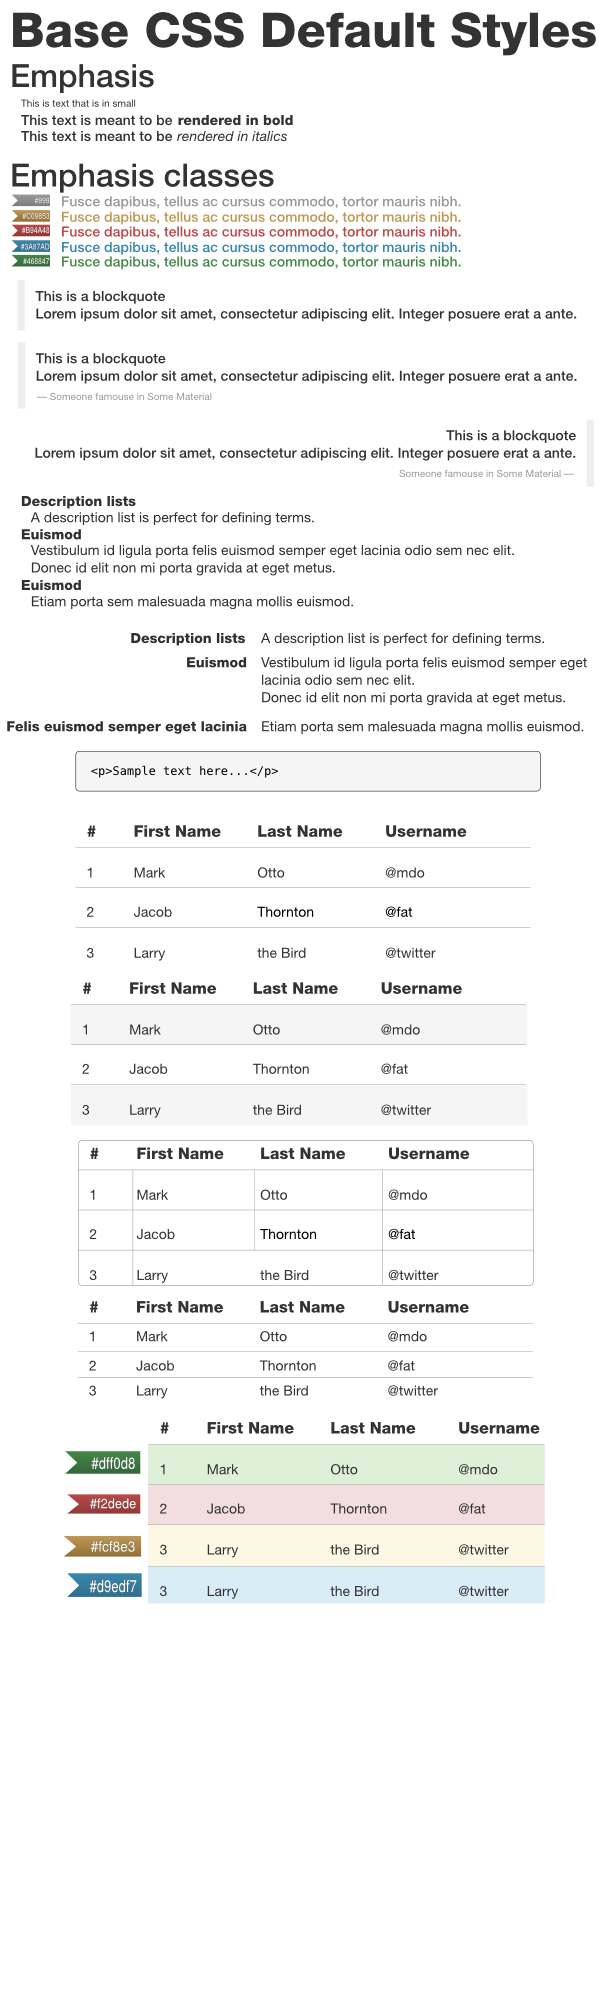 Base CSS Default Styles
Emphasis
This is text that is in small
This text is meant to be rendered in bold
This text is meant to be rendered in italics
Emphasis classes
#999 Fusce dapibus, tellus ac cursus commodo, tortor mauris nibh.
#C09853 Fusce dapibus, tellus ac cursus commodo, tortor mauris nibh.
#B94A48 Fusce dapibus, tellus ac cursus commodo, tortor mauris nibh.
#3A87AD Fusce dapibus, tellus ac cursus commodo, tortor mauris nibh.
#468847 Fusce dapibus, tellus ac cursus commodo, tortor mauris nibh.
This is a blockquote
Lorem ipsum dolor sit amet, consectetur adipiscing elit. Integer posuere erat a ante.
This is a blockquote
Lorem ipsum dolor sit amet, consectetur adipiscing elit. Integer posuere erat a ante.
— Someone famouse in Some Material
This is a blockquote
Lorem ipsum dolor sit amet, consectetur adipiscing elit. Integer posuere erat a ante.
Someone famouse in Some Material —
Description lists
A description list is perfect for defining terms.
Euismod
Vestibulum id ligula porta felis euismod semper eget lacinia odio sem nec elit.
Donec id elit non mi porta gravida at eget metus.
Euismod
Etiam porta sem malesuada magna mollis euismod.
Description lists A description list is perfect for defining terms.
Euismod Vestibulum id ligula porta felis euismod semper eget
lacinia odio sem nec elit.
Donec id elit non mi porta gravida at eget metus.
Felis euismod semper eget lacinia Etiam porta sem malesuada magna mollis euismod.
<p>Sample text here...</p>
# First Name Last Name Username
1 Mark Otto @mdo
2 Jacob Thornton @fat
3 Larry the Bird @twitter
# First Name Last Name Username
1 Mark Otto @mdo
2 Jacob Thornton @fat
3 Larry the Bird @twitter
# First Name Last Name Username
1 Mark Otto @mdo
2 Jacob Thornton @fat
3 Larry the Bird @twitter
# First Name Last Name Username
1 Mark Otto @mdo
2 Jacob Thornton @fat
3 Larry the Bird @twitter
# First Name Last Name Username
#dff0d8 1 Mark Otto @mdo
#f2dede 2 Jacob Thornton @fat
#fcf8e3 3 Larry the Bird @twitter
#d9edf7 3 Larry the Bird @twitter